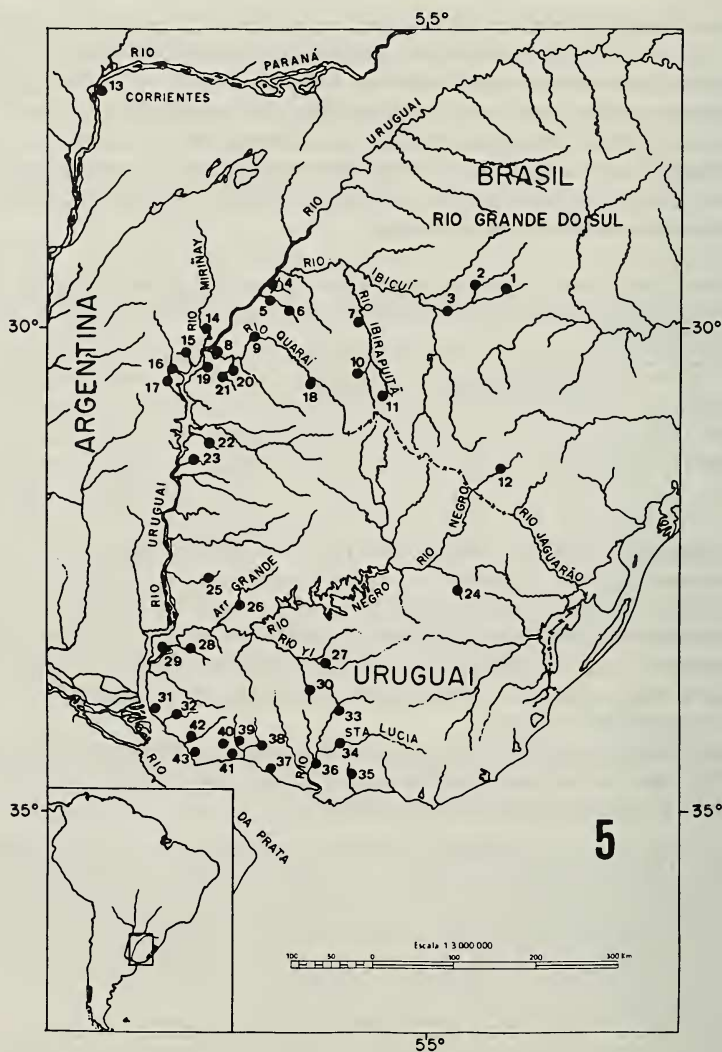 55°
RIO PARANÁ
13
CORRIENTES
RIO URUGUAI
BRASIL
RIO GRANDE DO SUL
RIO MIRIÑAY
RIO IBICUÍ
4
5
6
2
1
3
7
RIO IBIRAPUITÃ
30°
30°
14
15
8
9
RIO QUARAÍ
16
17
19
21
20
18
10
11
ARGENTINA
22
23
12
RIO NEGRO
RIO JAGUARÃO
RIO URUGUAI
25
Arr GRANDE
26
RIO NEGRO
24
29
28
RIO YI
27
URUGUAI
30
31
32
33
42
40
39
38
STA LUCIA
34
43
41
37
RIO
36
35
RIO DA PRATA
35°
35°
5
Escala 1 3 000 000
100 50 0 100 200 300 Km
55°